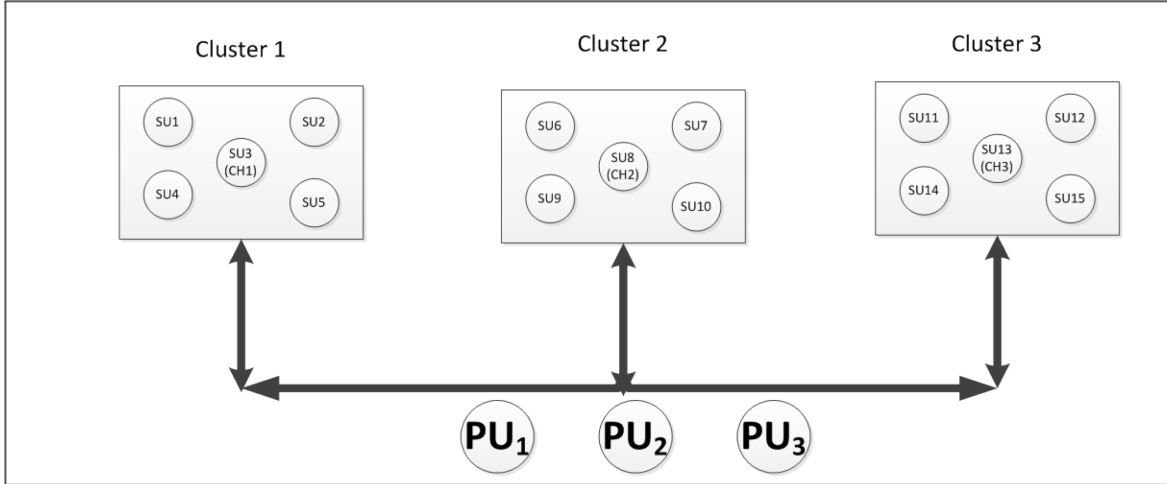 Cluster 1
Cluster 2
Cluster 3
SU1
SU2
SU3
(CH1)
SU4
SU5
SU6
SU7
SU8
(CH2)
SU9
SU10
SU11
SU12
SU13
(CH3)
SU14
SU15
PU₁
PU₂
PU₃